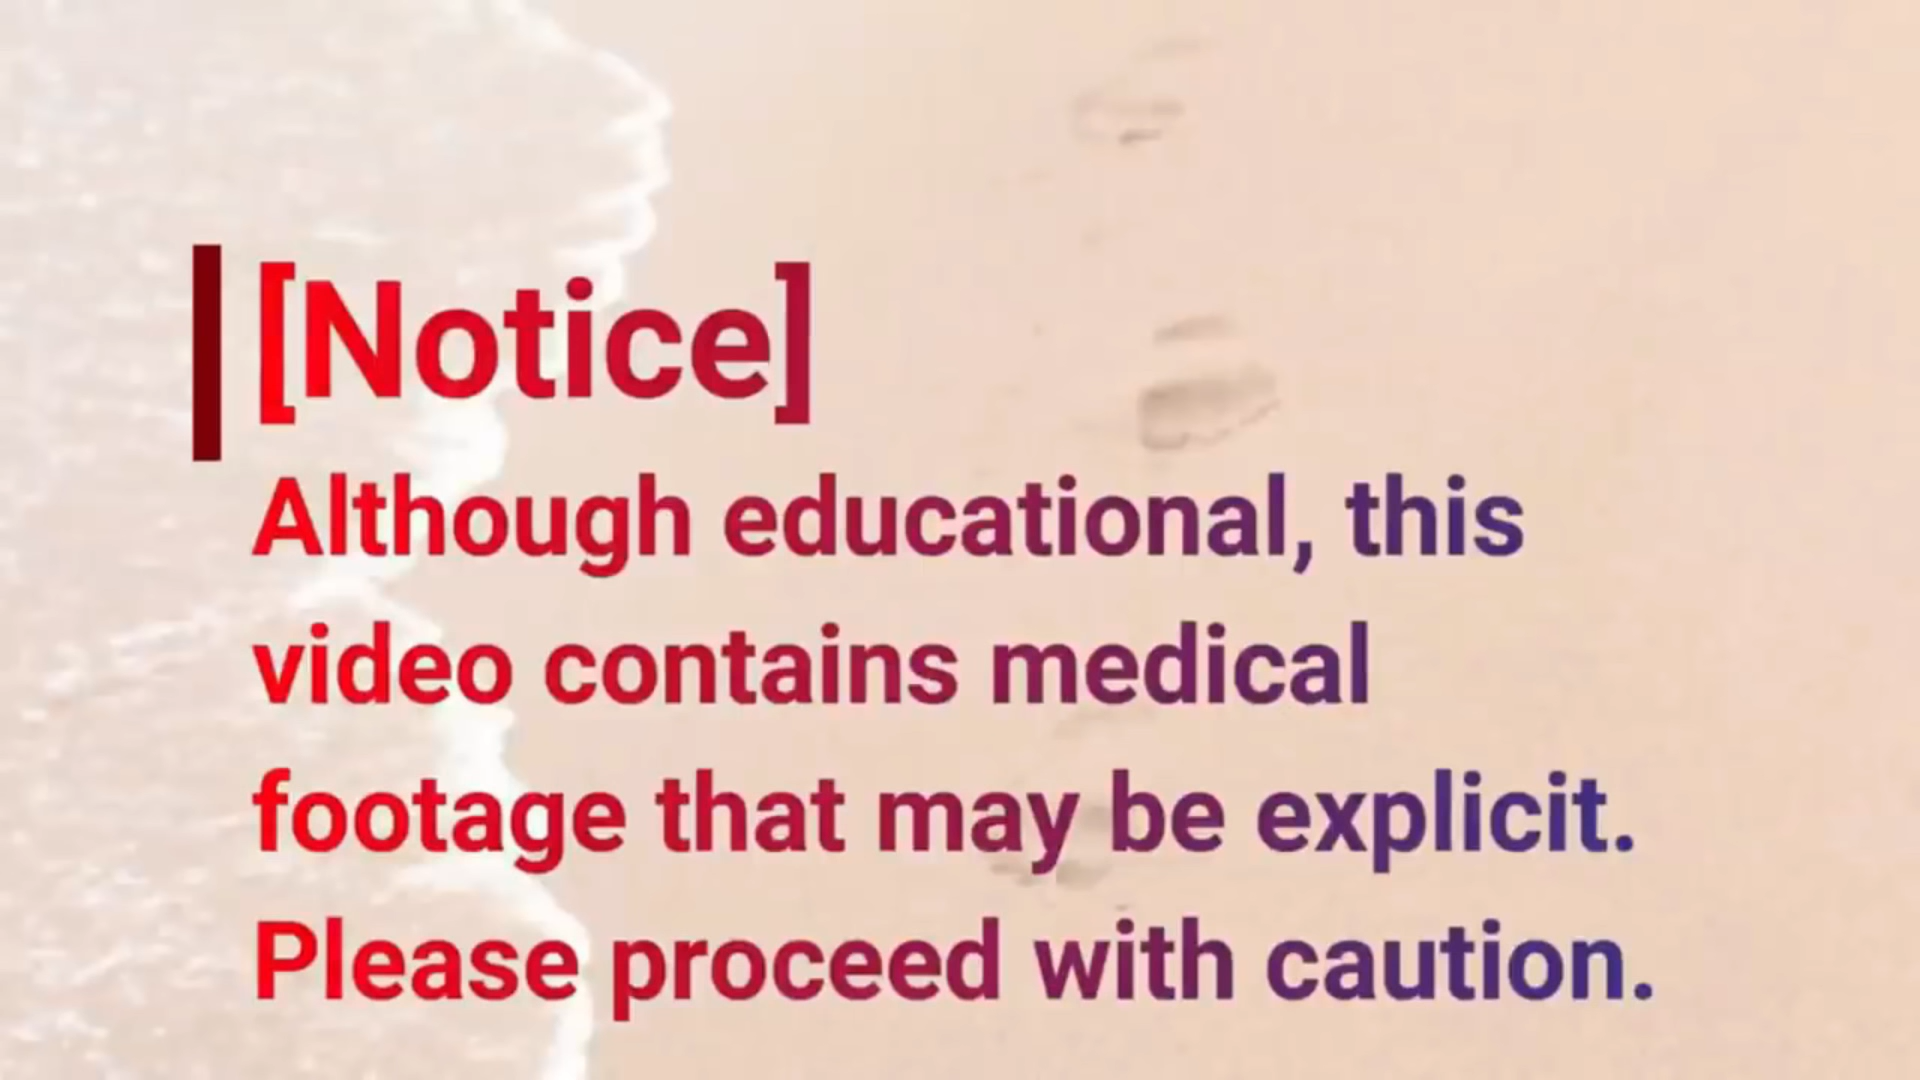 [Notice]
Although educational, this
video contains medical
footage that may be explicit.
Please proceed with caution.